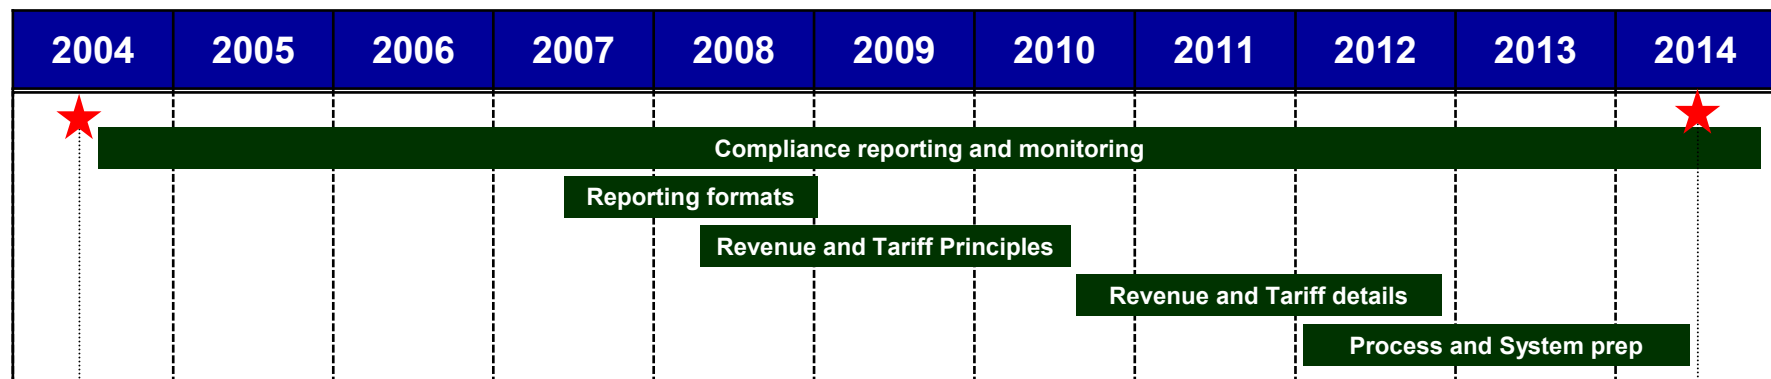 2004 2005 2006 2007 2008 2009 2010 2011 2012 2013 2014
Compliance reporting and monitoring
Reporting formats
Revenue and Tariff Principles
Revenue and Tariff details
Process and System prep